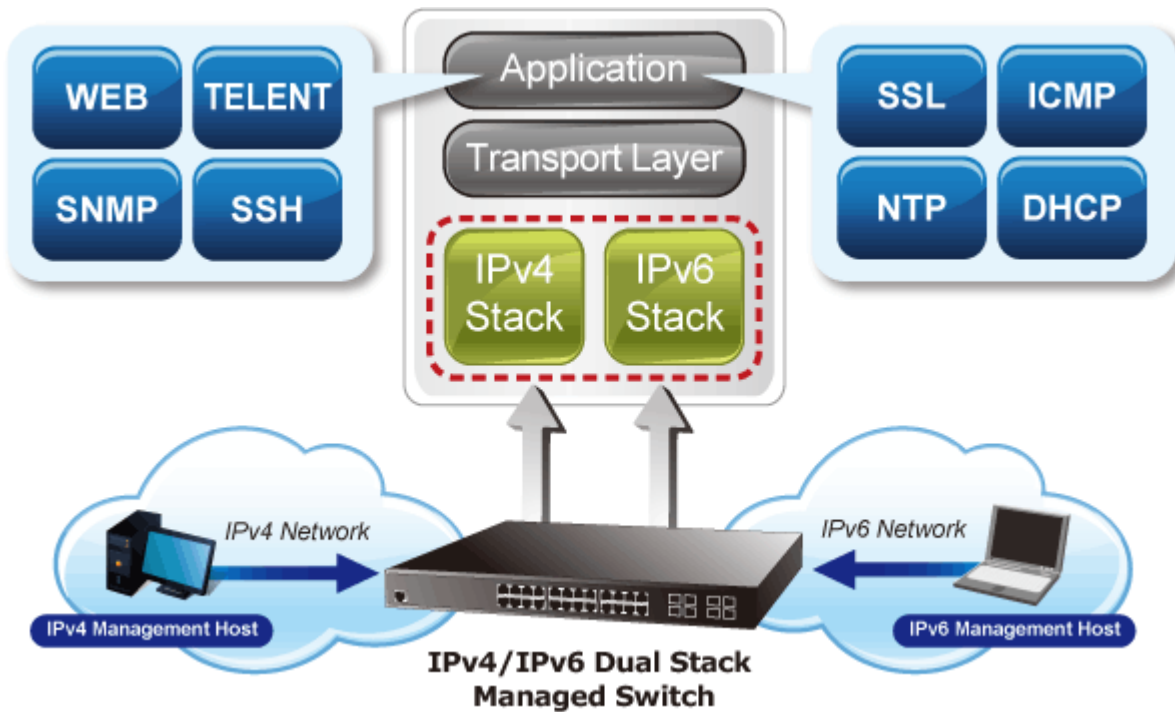 WEB
TELENT
SNMP
SSH
Application
Transport Layer
IPv4
Stack
IPv6
Stack
SSL
ICMP
NTP
DHCP
IPv4 Network
IPv4 Management Host
IPv6 Network
IPv6 Management Host
IPv4/IPv6 Dual Stack
Managed Switch